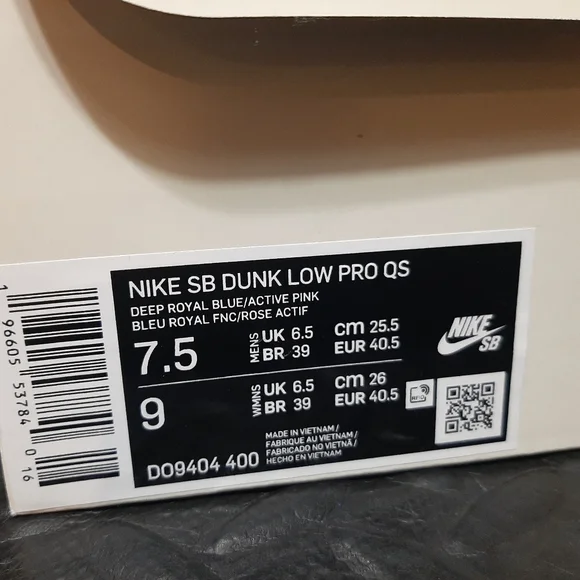 NIKE SB DUNK LOW PRO QS
DEEP ROYAL BLUE/ACTIVE PINK
BLEU ROYAL FNC/ROSE ACTIF
7.5 MENS UK 6.5 cm 25.5
BR 39 EUR 40.5
9 WMNS UK 6.5 cm 26
BR 39 EUR 40.5
NIKE SB
RFID
DO9404 400
MADE IN VIETNAM/
FABRIQUE AU VIETNAM/
FABRICADO NO VIETNÃ/
HECHO EN VIETNAM
1 96605 53784 0 16